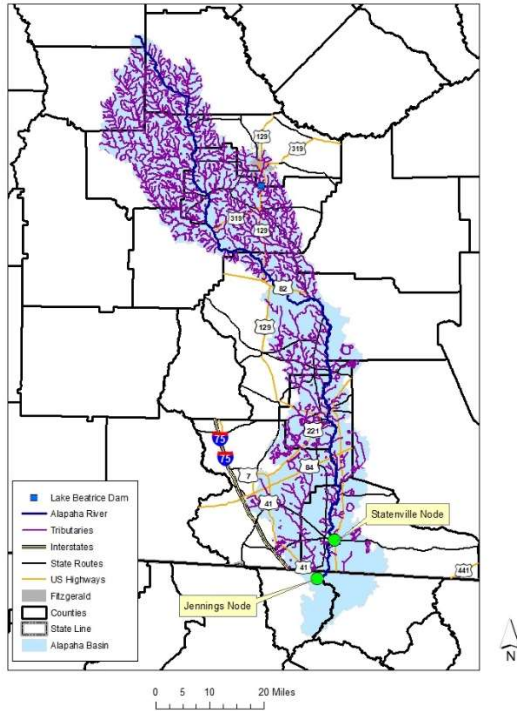 129
319
319
129
82
129
221
75
75
7
84
41
Statenville Node
41
441
Jennings Node
Lake Beatrice Dam
Alapaha River
Tributaries
Interstates
State Routes
US Highways
Fitzgerald
Counties
State Line
Alapaha Basin
N
0 5 10 20 Miles